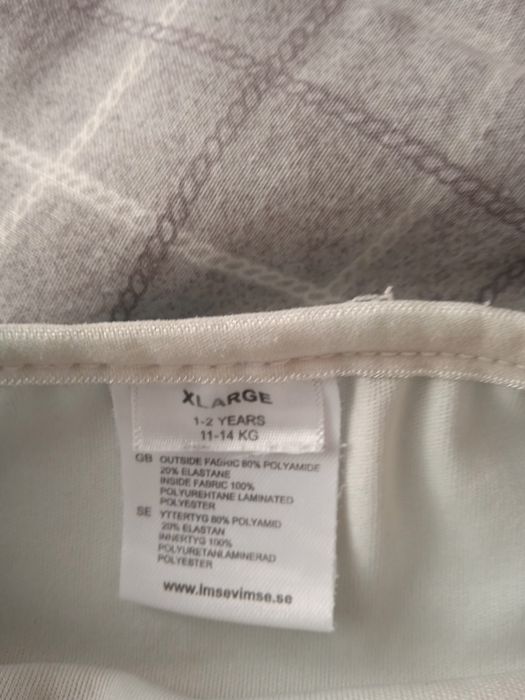 XLARGE
1-2 YEARS
11-14 KG
GB OUTSIDE FABRIC 80% POLYAMIDE
20% ELASTANE
INSIDE FABRIC 100%
POLYUREHTANE LAMINATED
POLYESTER
SE YTTERTYG 80% POLYAMID
20% ELASTAN
INNERTYG 100%
POLYURETANLAMINERAD
POLYESTER
www.imsevimse.se